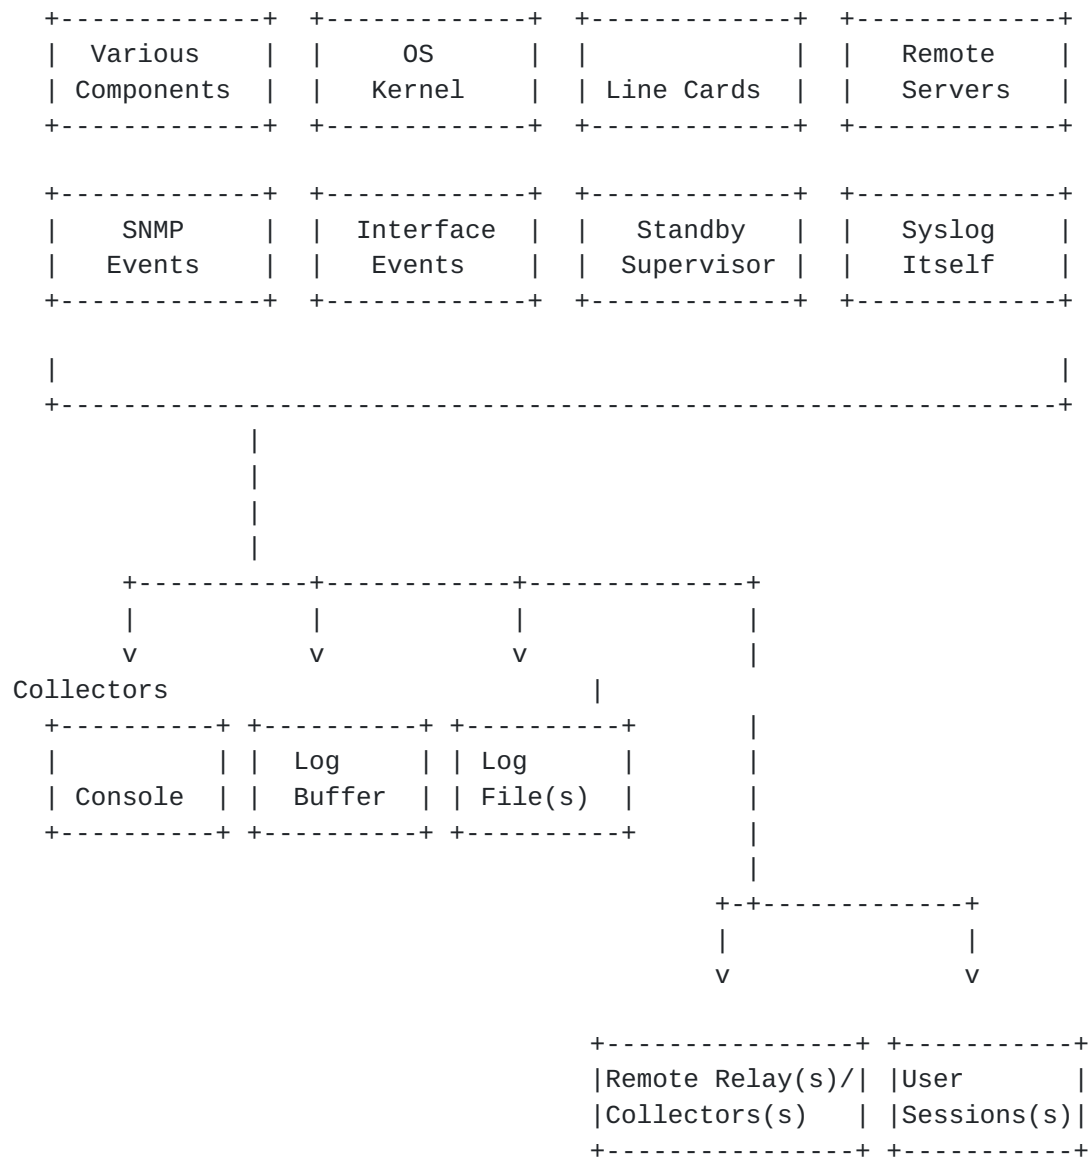 +-------------+  +-------------+  +-------------+  +-------------+
|  Various    |  |     OS      |  |             |  |   Remote    |
| Components  |  |   Kernel    |  | Line Cards  |  |   Servers   |
+-------------+  +-------------+  +-------------+  +-------------+
+-------------+  +-------------+  +-------------+  +-------------+
|    SNMP     |  |  Interface  |  |   Standby   |  |   Syslog    |
|   Events    |  |   Events    |  |  Supervisor |  |   Itself    |
+-------------+  +-------------+  +-------------+  +-------------+
|                                                                |
+----------------------------------------------------------------+
|
|
|
|
+-----------+------------+--------------+
|           |            |              |
v           v            v              |
Collectors                           |
+----------+ +----------+ +----------+       |
|          | |  Log     | | Log      |       |
| Console  | |  Buffer  | | File(s)  |       |
+----------+ +----------+ +----------+       |
|
+-+-------------+
|               |
v               v
+----------------+ +-----------+
|Remote Relay(s)/| |User       |
|Collectors(s)   | |Sessions(s)|
+----------------+ +-----------+